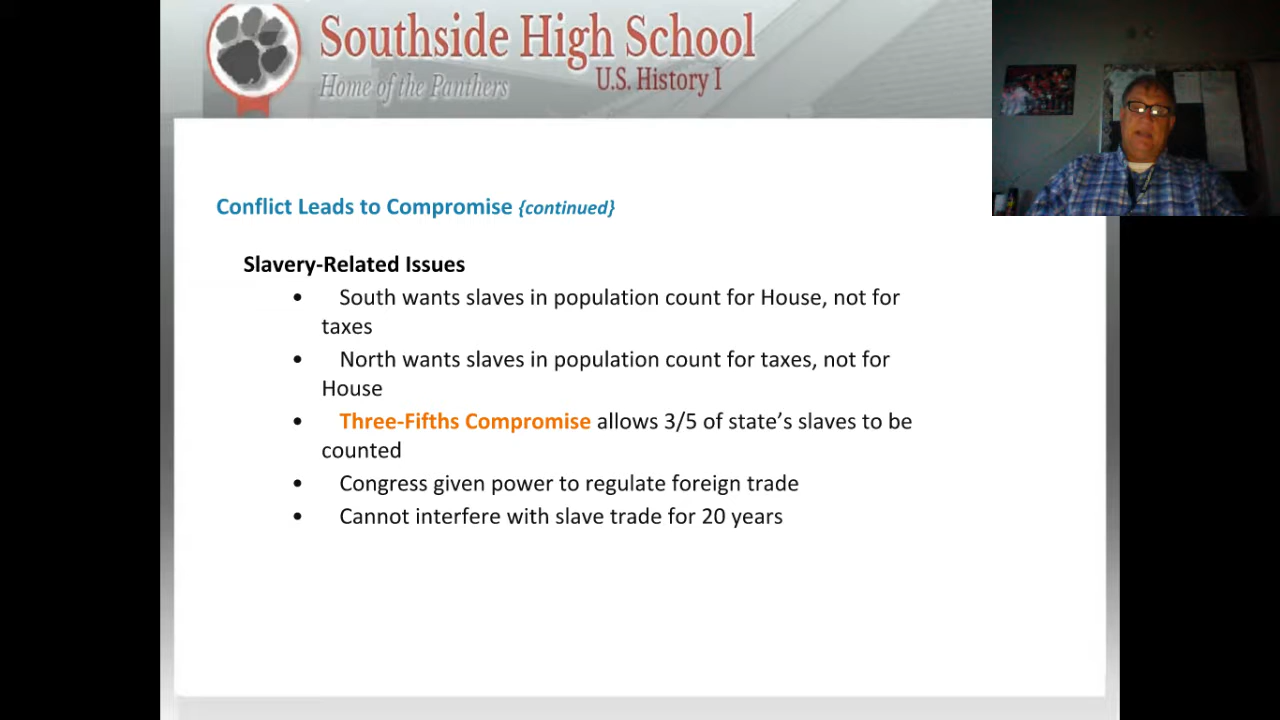 Southside High School
Home of the Panthers
U.S. History I
Conflict Leads to Compromise {continued}
Slavery-Related Issues
• South wants slaves in population count for House, not for
taxes
• North wants slaves in population count for taxes, not for
House
• Three-Fifths Compromise allows 3/5 of state’s slaves to be
counted
• Congress given power to regulate foreign trade
• Cannot interfere with slave trade for 20 years